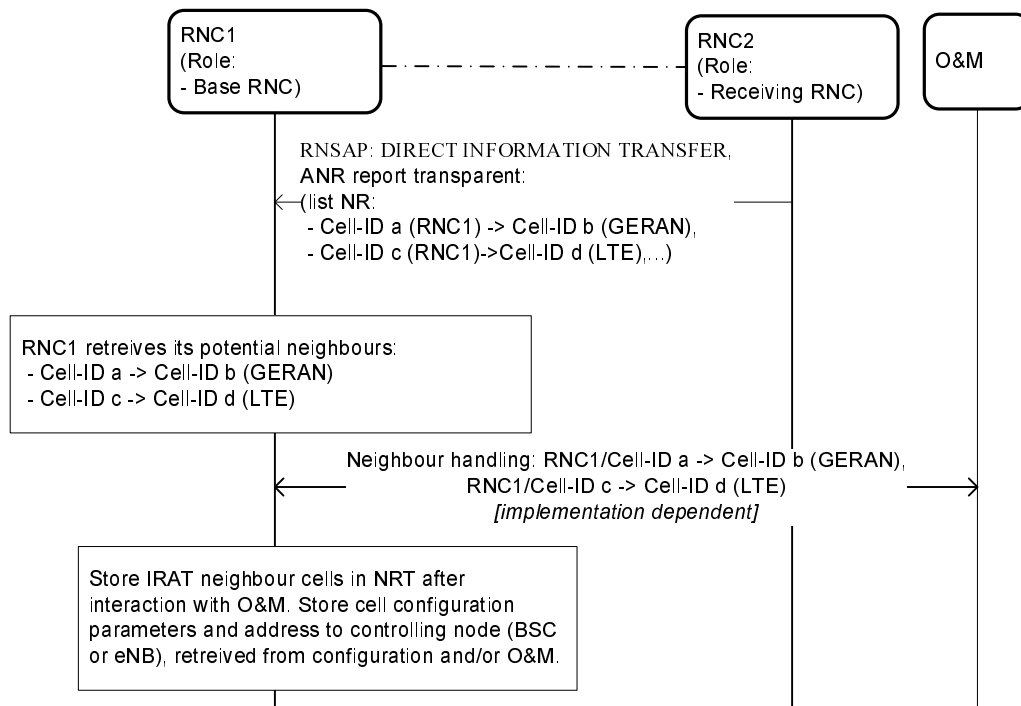 RNC1
(Role:
- Base RNC)
RNC2
(Role:
- Receiving RNC)
O&M
RNSAP: DIRECT INFORMATION TRANSFER,
ANR report transparent:
(list NR:
- Cell-ID a (RNC1) -> Cell-ID b (GERAN),
- Cell-ID c (RNC1)->Cell-ID d (LTE),...)
RNC1 retreives its potential neighbours:
- Cell-ID a -> Cell-ID b (GERAN)
- Cell-ID c -> Cell-ID d (LTE)
Neighbour handling: RNC1/Cell-ID a -> Cell-ID b (GERAN),
RNC1/Cell-ID c -> Cell-ID d (LTE)
[implementation dependent]
Store IRAT neighbour cells in NRT after
interaction with O&M. Store cell configuration
parameters and address to controlling node (BSC
or eNB), retreived from configuration and/or O&M.